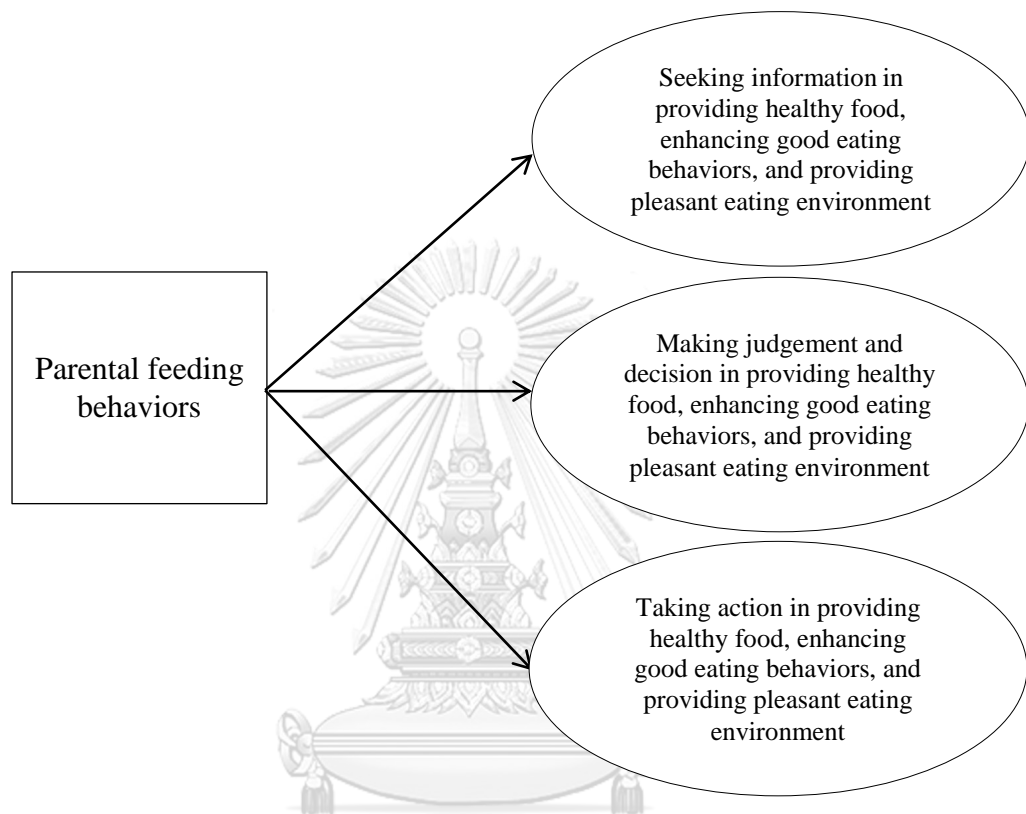 Seeking information in
providing healthy food,
enhancing good eating
behaviors, and providing
pleasant eating environment
Parental feeding
behaviors
Making judgement and
decision in providing healthy
food, enhancing good eating
behaviors, and providing
pleasant eating environment
Taking action in providing
healthy food, enhancing
good eating behaviors, and
providing pleasant eating
environment